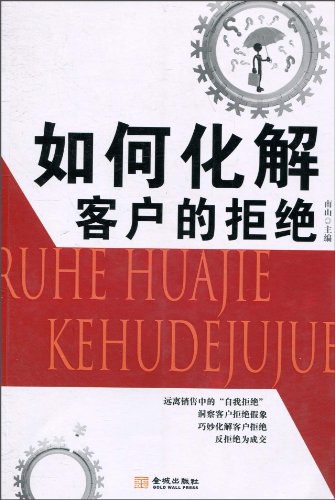 如何化解
客户的拒绝
南山◎主编
RUHE HUAJIE
KEHUDEJUJUE
远离销售中的“自我拒绝”
洞察客户拒绝假象
巧妙化解客户拒绝
反拒绝为成交
金城出版社
GOLD WALL PRESS